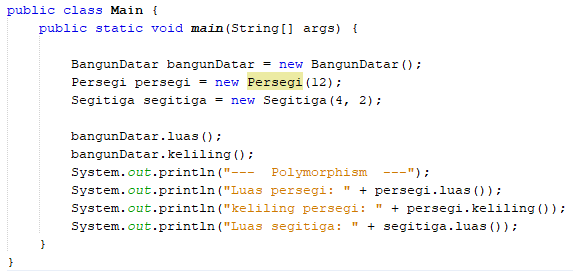 public class Main {
    public static void main(String[] args) {

        BangunDatar bangunDatar = new BangunDatar();
        Persegi persegi = new Persegi(12);
        Segitiga segitiga = new Segitiga(4, 2);

        bangunDatar.luas();
        bangunDatar.keliling();
        System.out.println("---  Polymorphism  ---");
        System.out.println("Luas persegi: " + persegi.luas());
        System.out.println("keliling persegi: " + persegi.keliling());
        System.out.println("Luas segitiga: " + segitiga.luas());
    }
}